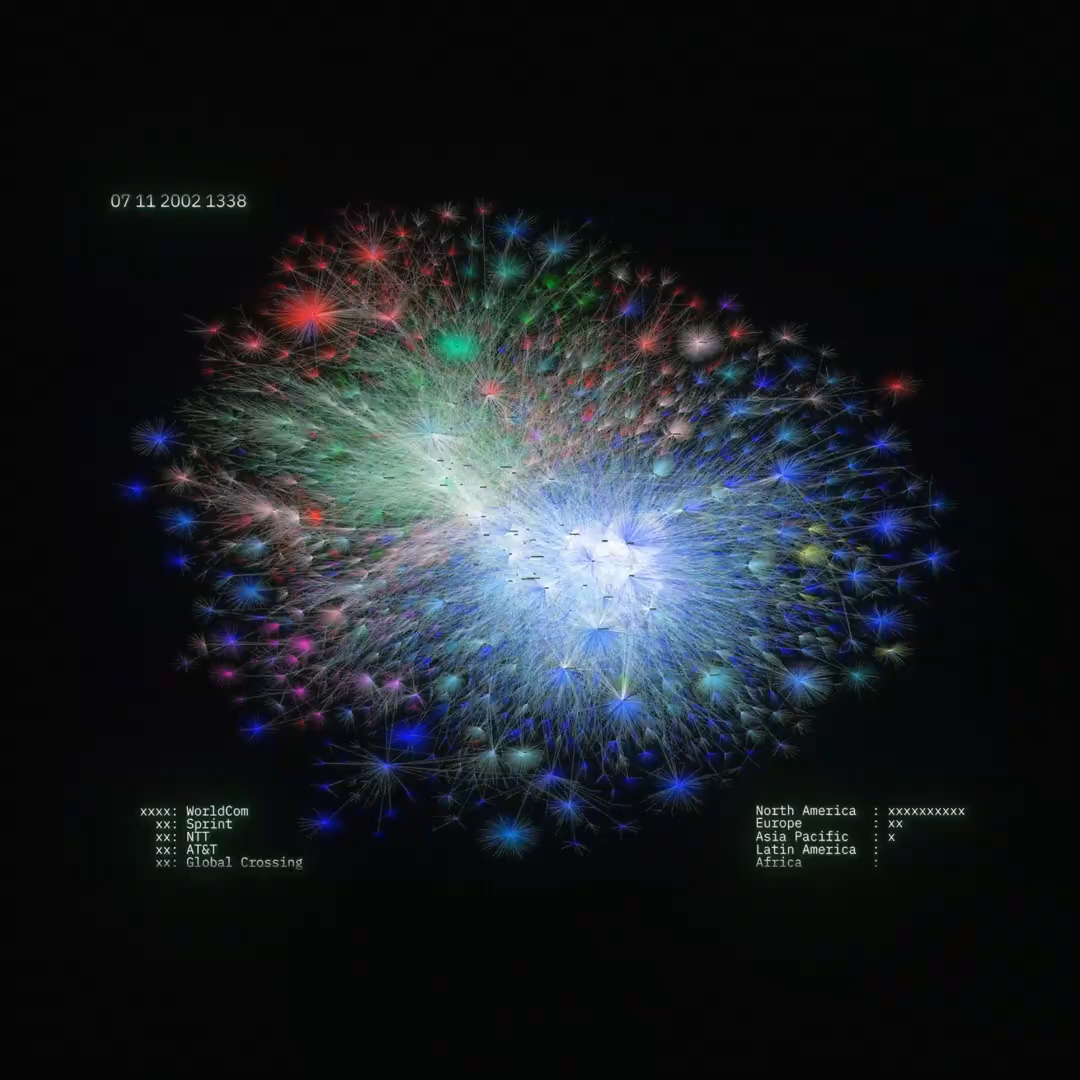 07 11 2002 1338
xxxx: WorldCom
xx: Sprint
xx: NTT
xx: AT&T
xx: Global Crossing
North America : xxxxxxxxxx
Europe : xx
Asia Pacific : x
Latin America :
Africa :